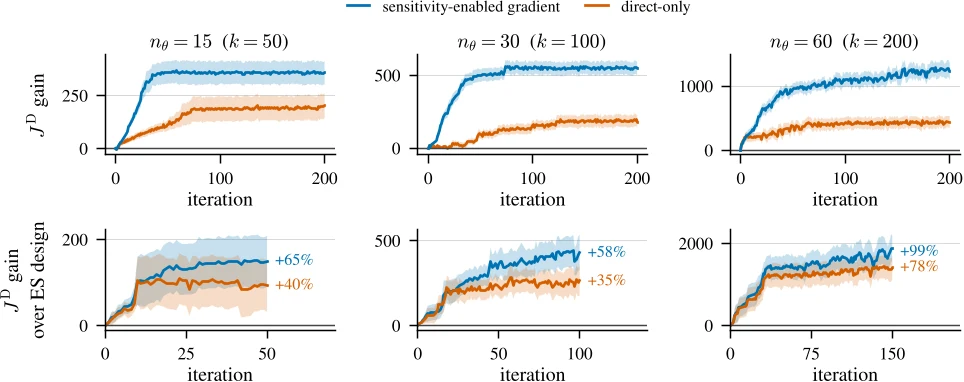 sensitivity-enabled gradient direct-only
nθ = 15 (k = 50) nθ = 30 (k = 100) nθ = 60 (k = 200)
J^D gain
250
0
0 100 200
iteration
500
0
0 100 200
iteration
1000
0
0 100 200
iteration
J^D gain
over ES design
200
0
+65%
+40%
0 25 50
iteration
500
0
+58%
+35%
0 50 100
iteration
2000
0
+99%
+78%
0 75 150
iteration